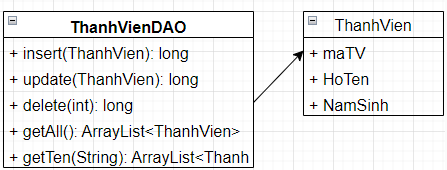 ThanhVienDAO
+ insert(ThanhVien): long
+ update(ThanhVien): long
+ delete(int): long
+ getAll(): ArrayList<ThanhVien>
+ getTen(String): ArrayList<Thanh
ThanhVien
+ maTV
+ HoTen
+ NamSinh